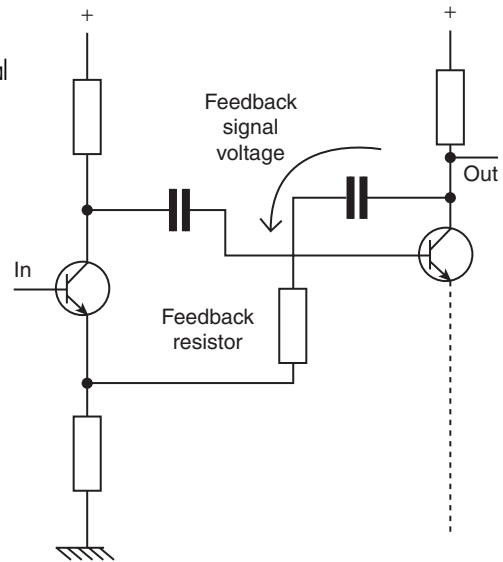 +
+
Feedback
signal
voltage
Out
In
Feedback
resistor